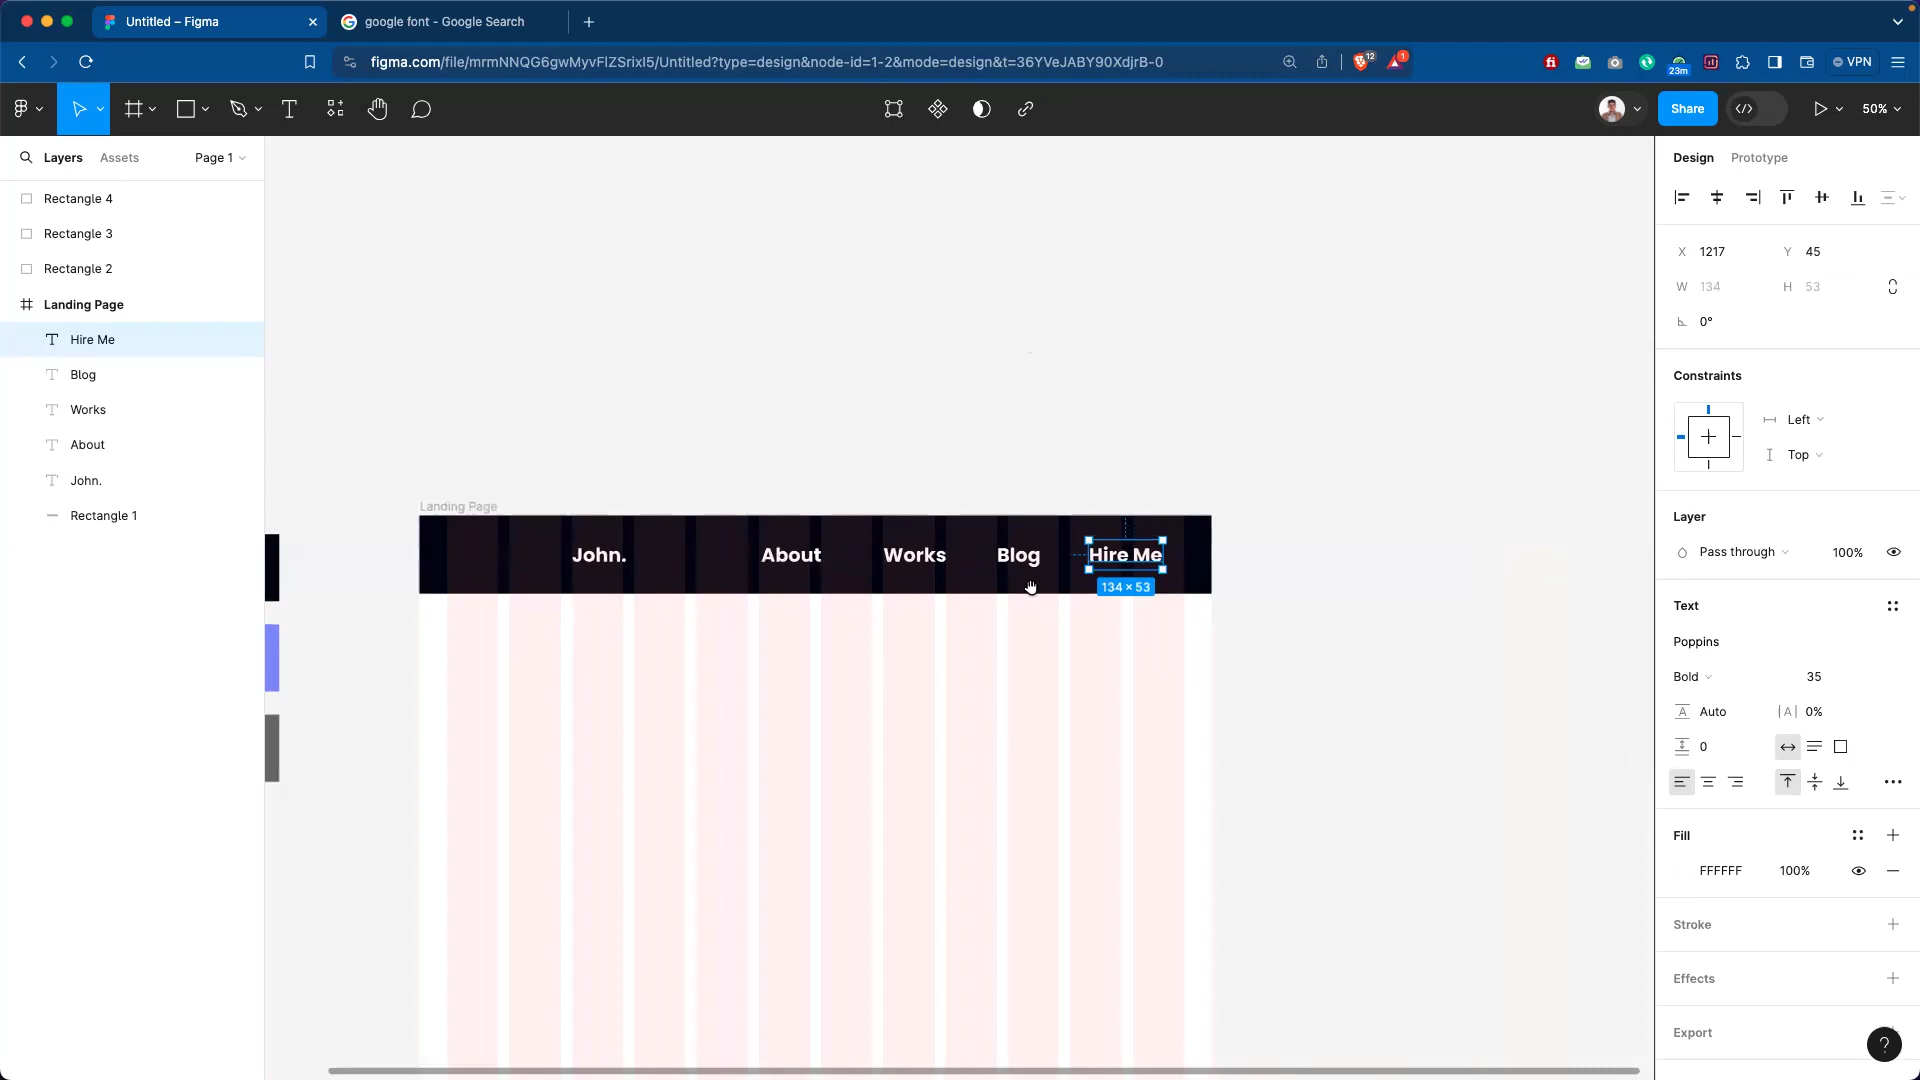 Untitled – Figma
google font - Google Search
figma.com/file/mrmNNQG6gwMyvFlZSrixl5/Untitled?type=design&node-id=1-2&mode=design&t=36YVeJABY90XdjrB-0
12
1
23m
VPN
Share
50%
Layers
Assets
Page 1
Rectangle 4
Rectangle 3
Rectangle 2
Landing Page
Hire Me
Blog
Works
About
John.
Rectangle 1
Landing Page
John.
About
Works
Blog
Hire Me
134 × 53
Design
Prototype
X 1217
Y 45
W 134
H 53
0°
Constraints
Left
Top
Layer
Pass through
100%
Text
Poppins
Bold
35
Auto
|A| 0%
0
Fill
FFFFFF
100%
Stroke
Effects
Export
?